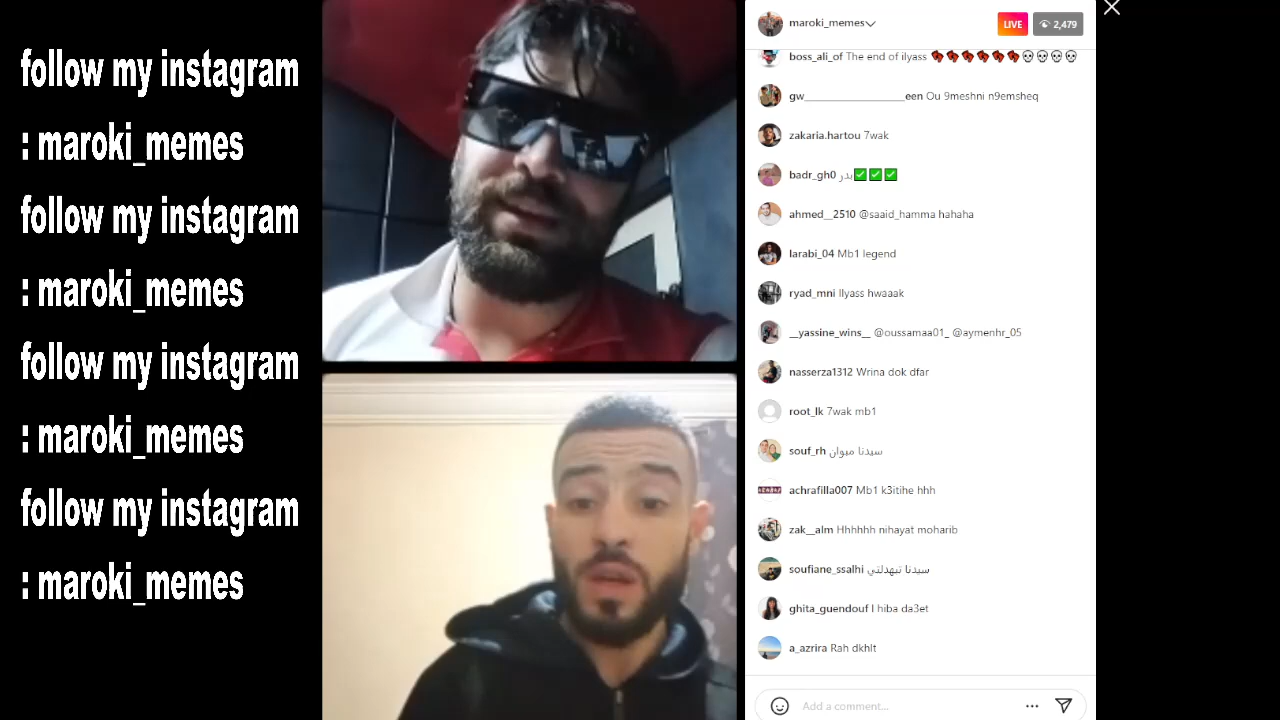 follow my instagram
: maroki_memes
follow my instagram
: maroki_memes
follow my instagram
: maroki_memes
follow my instagram
: maroki_memes
maroki_memes
LIVE
2,479
boss_ali_of The end of ilyass
gw____________________een Ou 9meshni n9emsheq
zakaria.hartou 7wak
badr_gh0 بدر
ahmed__2510 @saaid_hamma hahaha
larabi_04 Mb1 legend
ryad_mni Ilyass hwaaak
__yassine_wins__ @oussamaa01_ @aymenhr_05
nasserza1312 Wrina dok dfar
root_lk 7wak mb1
souf_rh سيدنا مبوان
achrafilla007 Mb1 k3itihe hhh
zak__alm Hhhhhh nihayat moharib
soufiane_ssalhi سيدنا تبهدلتي
ghita_guendouf l hiba da3et
a_azrira Rah dkhlt
Add a comment...